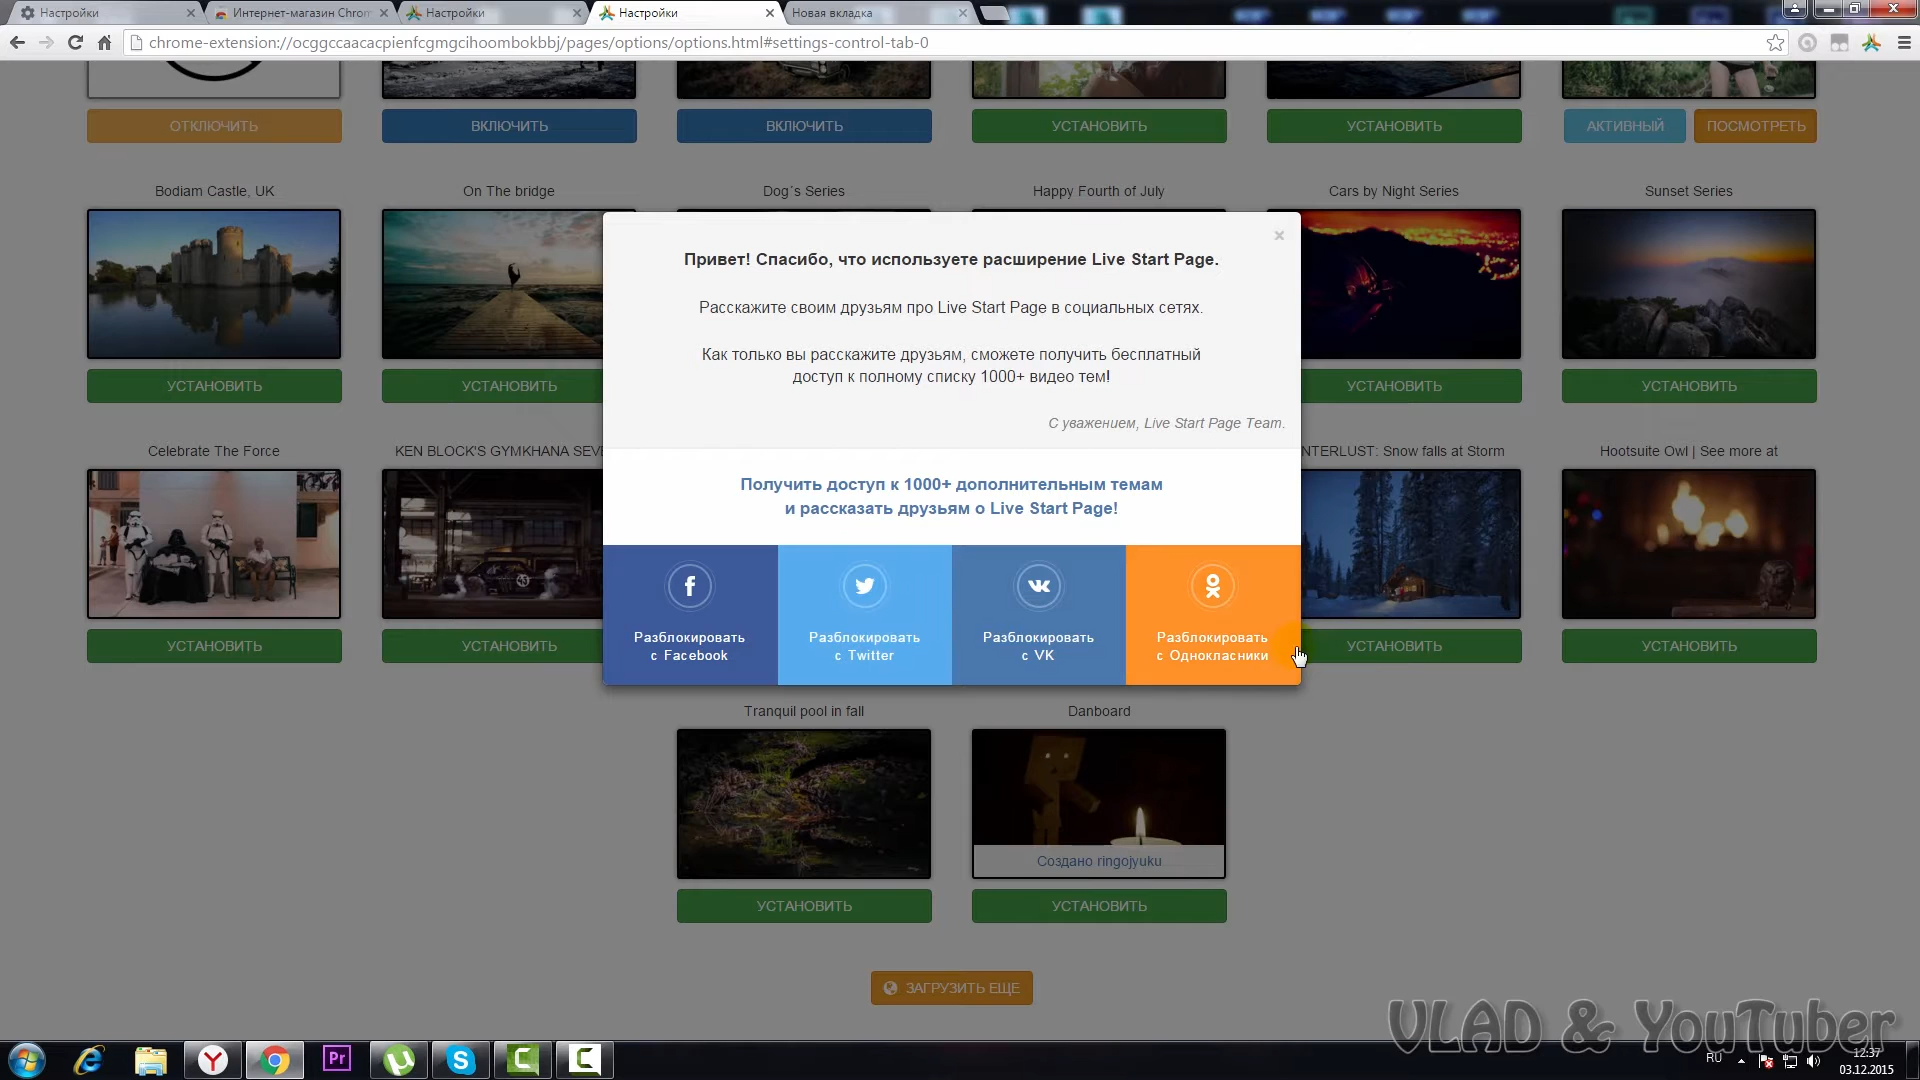 Настройки
Интернет-магазин Chrom
Настройки
Настройки
Новая вкладка
chrome-extension://ocggccaacacpienfcgmgcihoombokbbj/pages/options/options.html#settings-control-tab-0
ОТКЛЮЧИТЬ
ВКЛЮЧИТЬ
ВКЛЮЧИТЬ
УСТАНОВИТЬ
УСТАНОВИТЬ
АКТИВНЫЙ
ПОСМОТРЕТЬ
Bodiam Castle, UK
On The bridge
Dog´s Series
Happy Fourth of July
Cars by Night Series
Sunset Series
Привет! Спасибо, что используете расширение Live Start Page.
Расскажите своим друзьям про Live Start Page в социальных сетях.
Как только вы расскажите друзьям, сможете получить бесплатный
доступ к полному списку 1000+ видео тем!
С уважением, Live Start Page Team.
УСТАНОВИТЬ
УСТАНОВИТЬ
УСТАНОВИТЬ
УСТАНОВИТЬ
Celebrate The Force
KEN BLOCK'S GYMKHANA SEVE
NTERLUST: Snow falls at Storm
Hootsuite Owl | See more at
Получить доступ к 1000+ дополнительным темам
и рассказать друзьям о Live Start Page!
43
Разблокировать
с Facebook
Разблокировать
с Twitter
Разблокировать
с VK
Разблокировать
с Однокласники
УСТАНОВИТЬ
УСТАНОВИТЬ
УСТАНОВИТЬ
УСТАНОВИТЬ
Tranquil pool in fall
Danboard
Создано ringojyuku
УСТАНОВИТЬ
УСТАНОВИТЬ
ЗАГРУЗИТЬ ЕЩЕ
VLAD & YouTuber
Pr
RU
12:37
03.12.2015